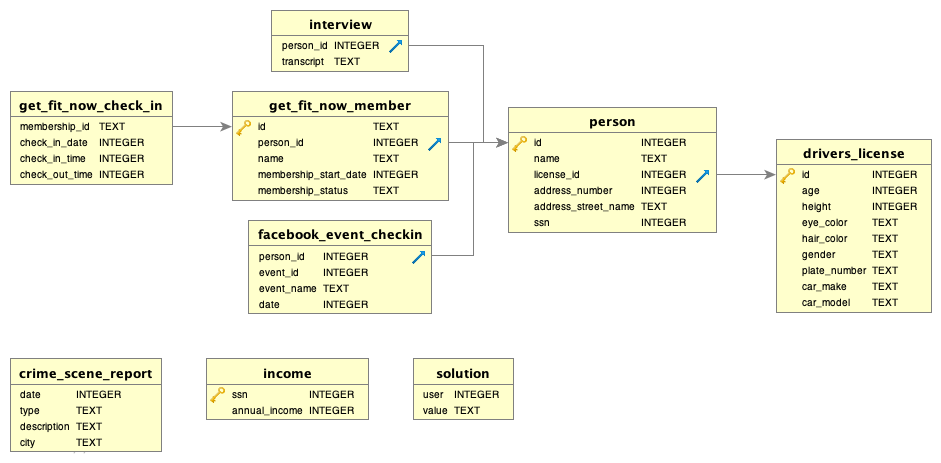 interview
person_id INTEGER
transcript TEXT
get_fit_now_check_in
membership_id TEXT
check_in_date INTEGER
check_in_time INTEGER
check_out_time INTEGER
get_fit_now_member
id TEXT
person_id INTEGER
name TEXT
membership_start_date INTEGER
membership_status TEXT
person
id INTEGER
name TEXT
license_id INTEGER
address_number INTEGER
address_street_name TEXT
ssn INTEGER
drivers_license
id INTEGER
age INTEGER
height INTEGER
eye_color TEXT
hair_color TEXT
gender TEXT
plate_number TEXT
car_make TEXT
car_model TEXT
facebook_event_checkin
person_id INTEGER
event_id INTEGER
event_name TEXT
date INTEGER
crime_scene_report
date INTEGER
type TEXT
description TEXT
city TEXT
income
ssn INTEGER
annual_income INTEGER
solution
user INTEGER
value TEXT